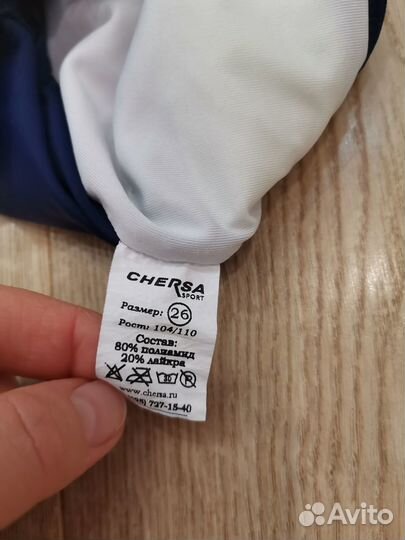 CHERSA
SPORT
Размер: 26
Рост: 104/110
Состав:
80% полиамид
20% лайкра
30 P
www.chersa.ru
727-15-40
Avito